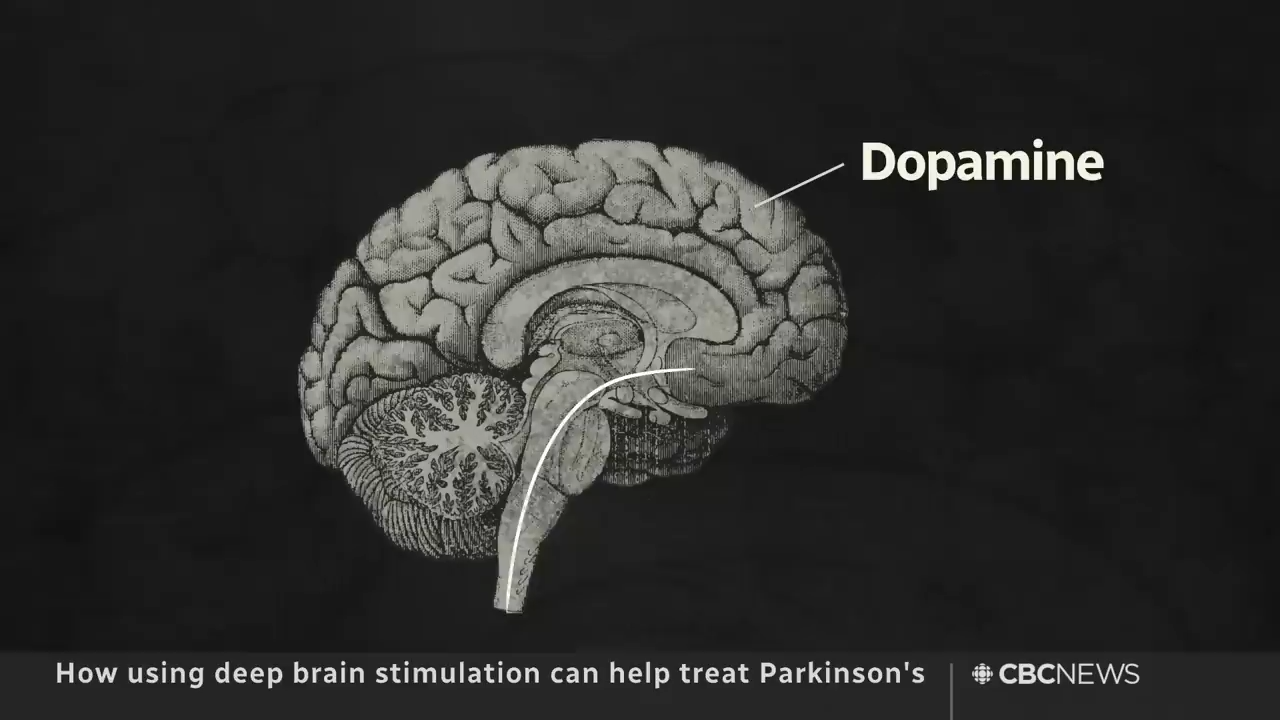 Dopamine
How using deep brain stimulation can help treat Parkinson's
CBCNEWS